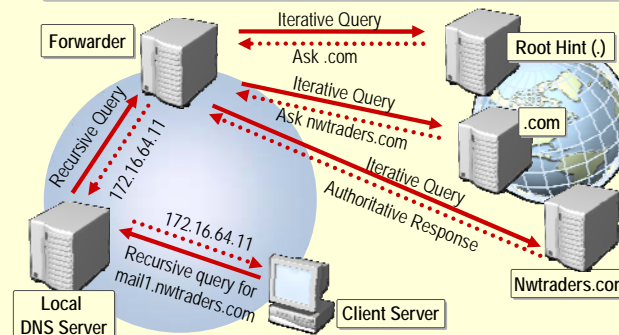 Iterative Query
Forwarder
Ask .com
Root Hint (.)
Iterative Query
Ask nwtraders.com
.com
Recursive Query
172.16.64.11
Iterative Query
Authoritative Response
172.16.64.11
Recursive query for
mail1.nwtraders.com
Nwtraders.com
Local
DNS Server
Client Server